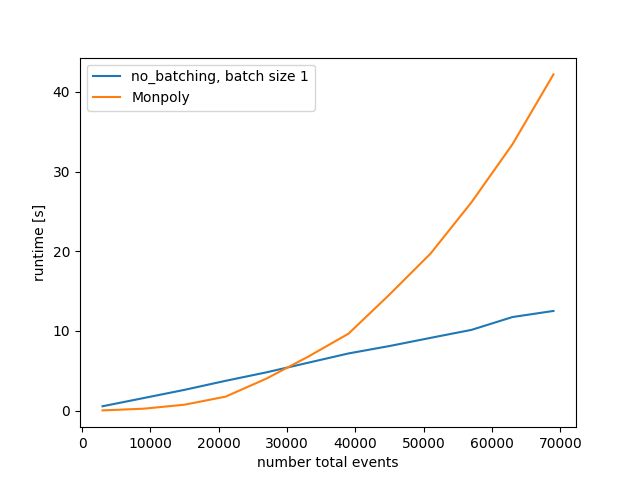 no_batching, batch size 1
Monpoly
40
30
20
10
0
runtime [s]
0 10000 20000 30000 40000 50000 60000 70000
number total events